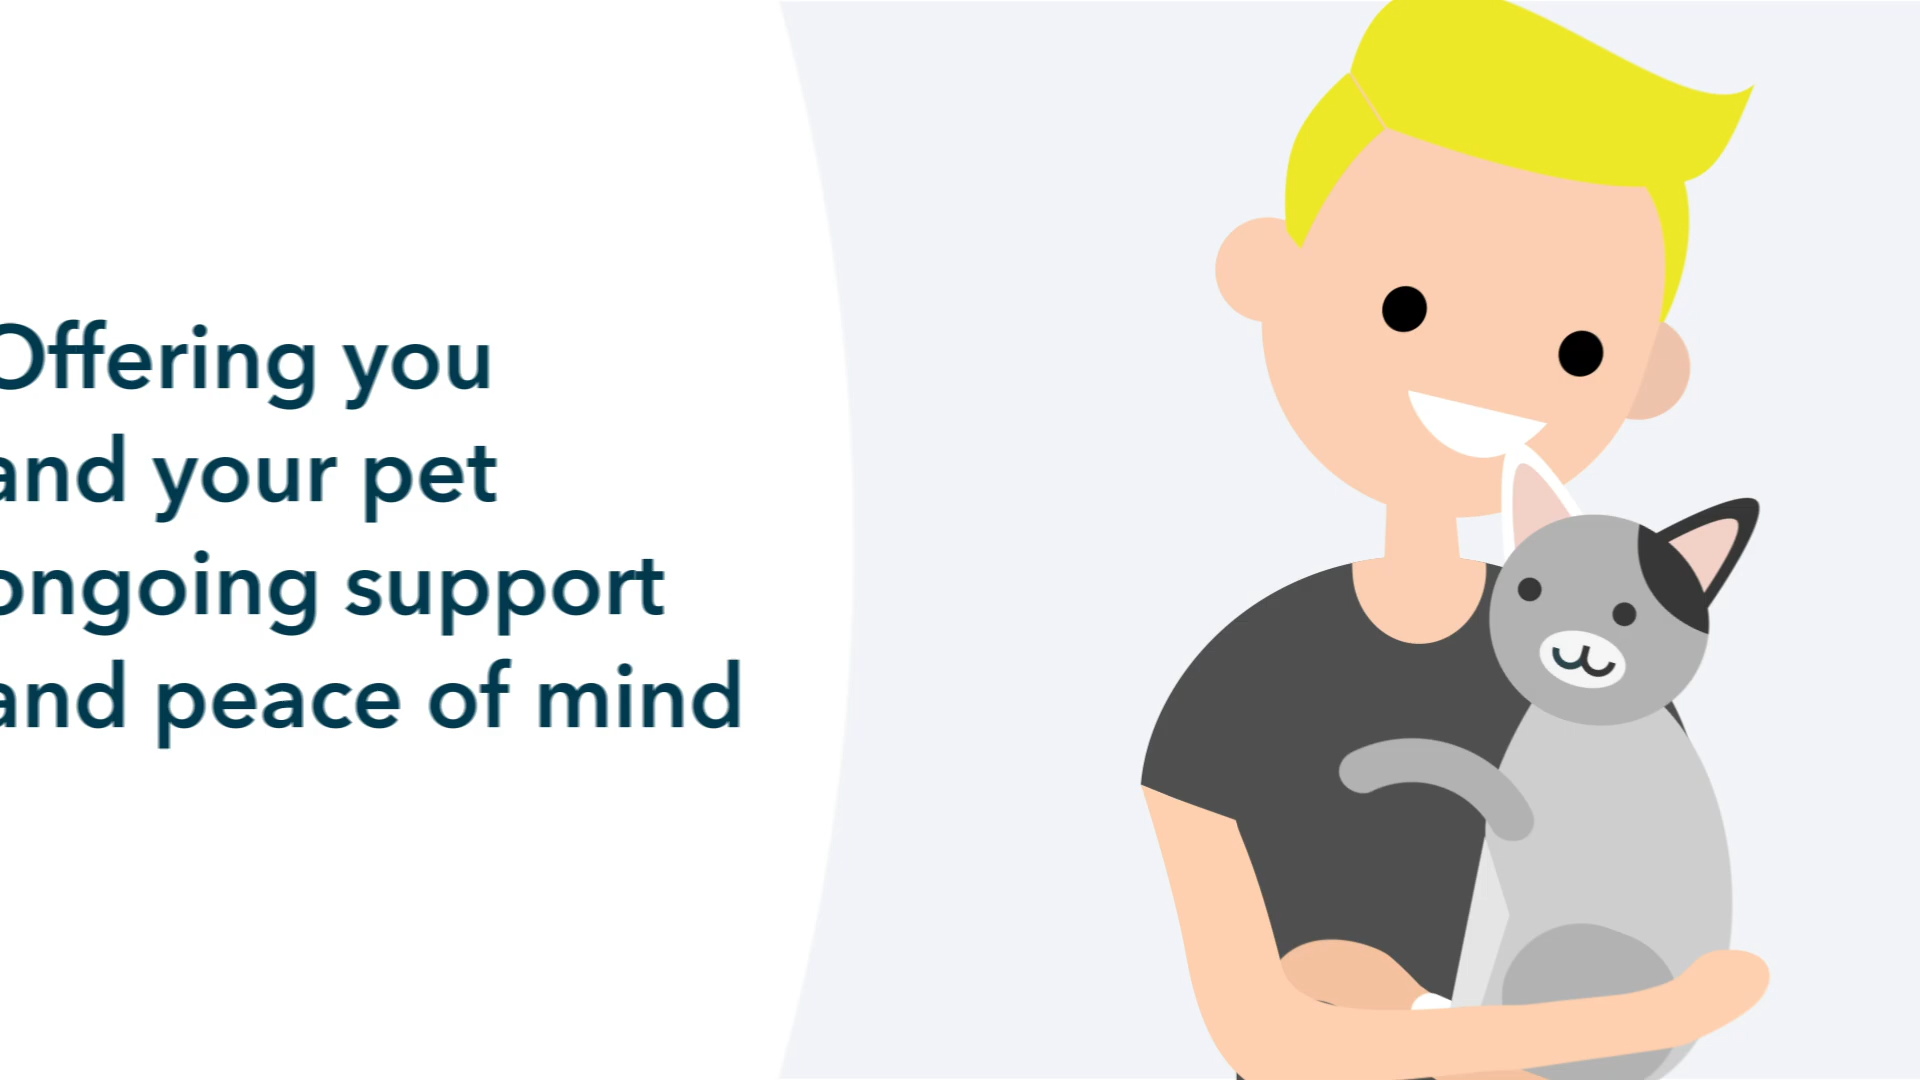 Offering you
and your pet
ongoing support
and peace of mind